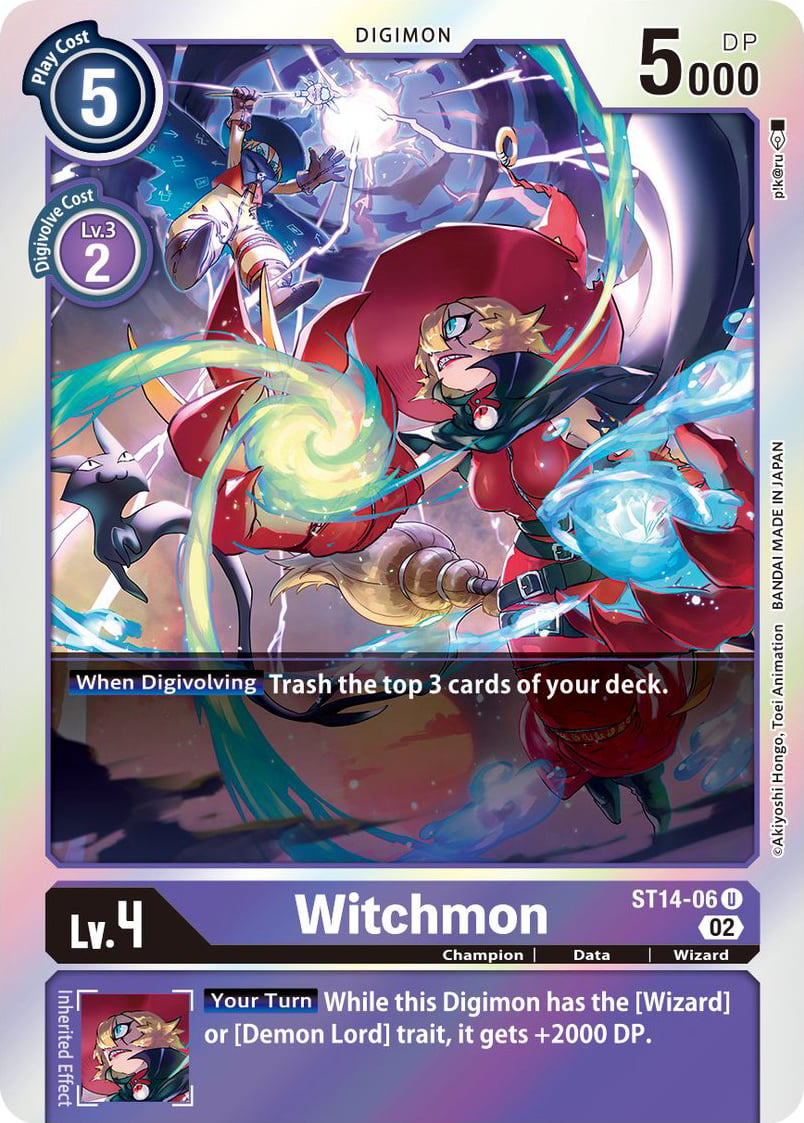 DIGIMON
Play Cost
5
5000
DP
Digivolve Cost
Lv.3
2
p!k@ru
When Digivolving Trash the top 3 cards of your deck.
©Akiyoshi Hongo, Toei Animation BANDAI MADE IN JAPAN
Lv.4
Witchmon
ST14-06 U
02
Champion | Data | Wizard
Inherited Effect
Your Turn While this Digimon has the [Wizard]
or [Demon Lord] trait, it gets +2000 DP.